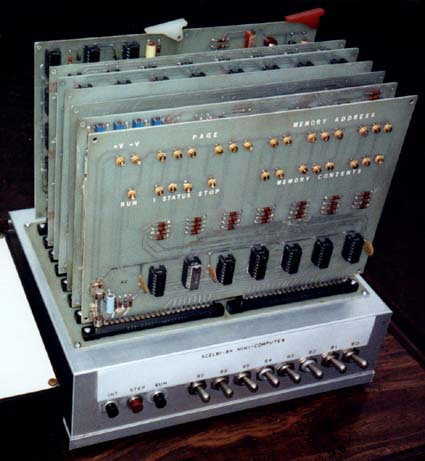 MEMORY ADDRESS
PAGE
+V -V
MEMORY CONTENTS
RUN 1 STATUS STOP
SCELBI-8H MINI-COMPUTER
INT STEP RUN B7 B6 B5 B4 B3 B2 B1 B0